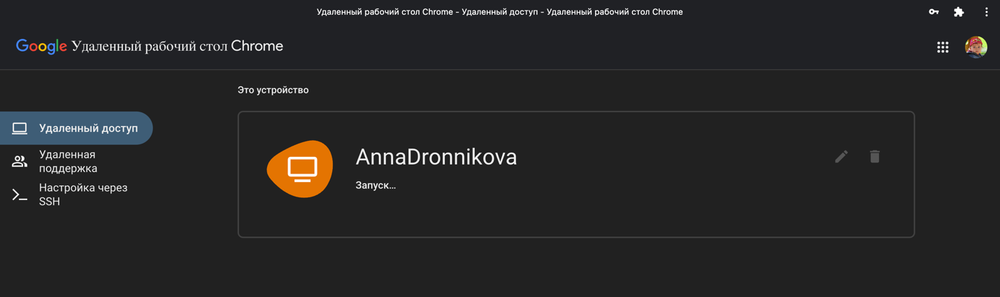 Удаленный рабочий стол Chrome - Удаленный доступ - Удаленный рабочий стол Chrome
Google Удаленный рабочий стол Chrome
Это устройство
Удаленный доступ
Удаленная
поддержка
Настройка через
SSH
AnnaDronnikova
Запуск...